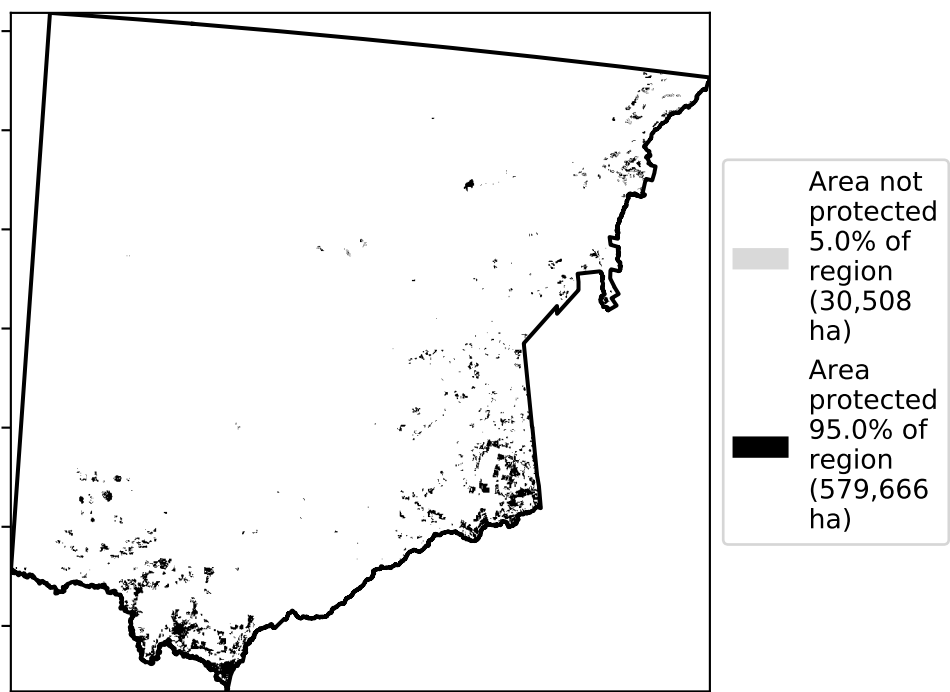 Area not
protected
5.0% of
region
(30,508
ha)
Area
protected
95.0% of
region
(579,666
ha)